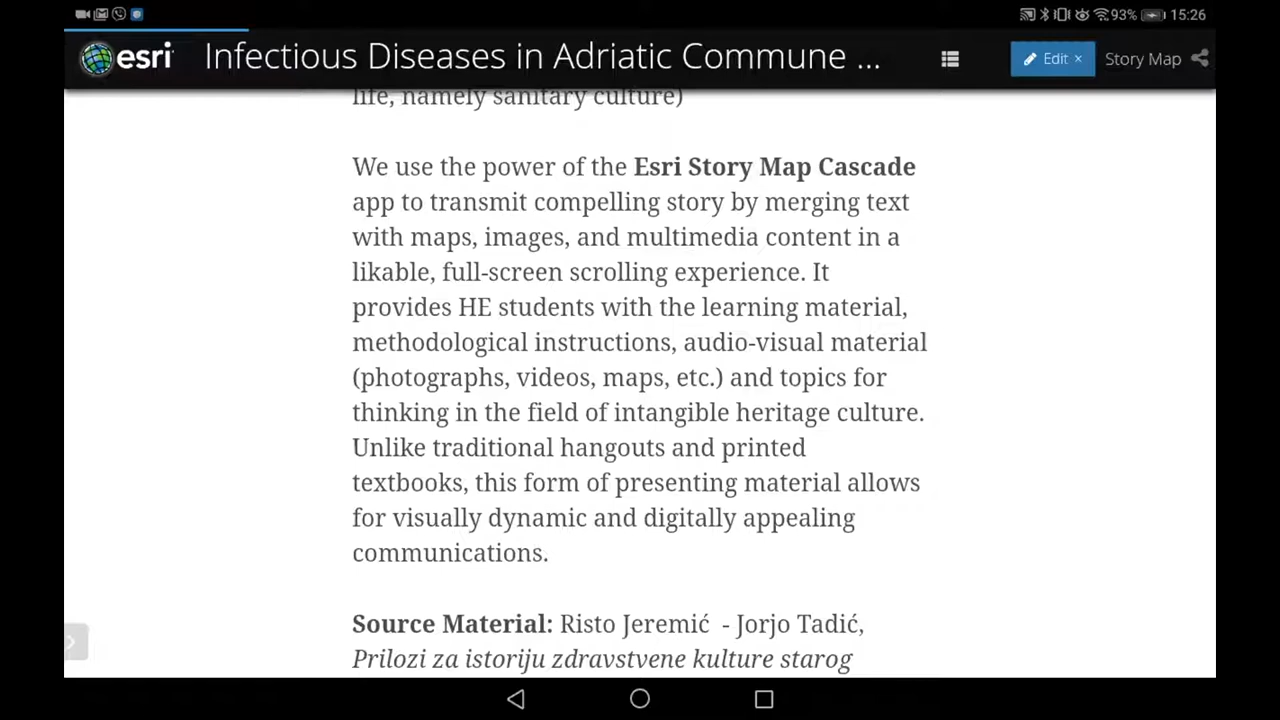 93% 15:26
esri Infectious Diseases in Adriatic Commune ... Edit × Story Map
life, namely sanitary culture)
We use the power of the Esri Story Map Cascade
app to transmit compelling story by merging text
with maps, images, and multimedia content in a
likable, full-screen scrolling experience. It
provides HE students with the learning material,
methodological instructions, audio-visual material
(photographs, videos, maps, etc.) and topics for
thinking in the field of intangible heritage culture.
Unlike traditional hangouts and printed
textbooks, this form of presenting material allows
for visually dynamic and digitally appealing
communications.
Source Material: Risto Jeremić - Jorjo Tadić,
Prilozi za istoriju zdravstvene kulture starog